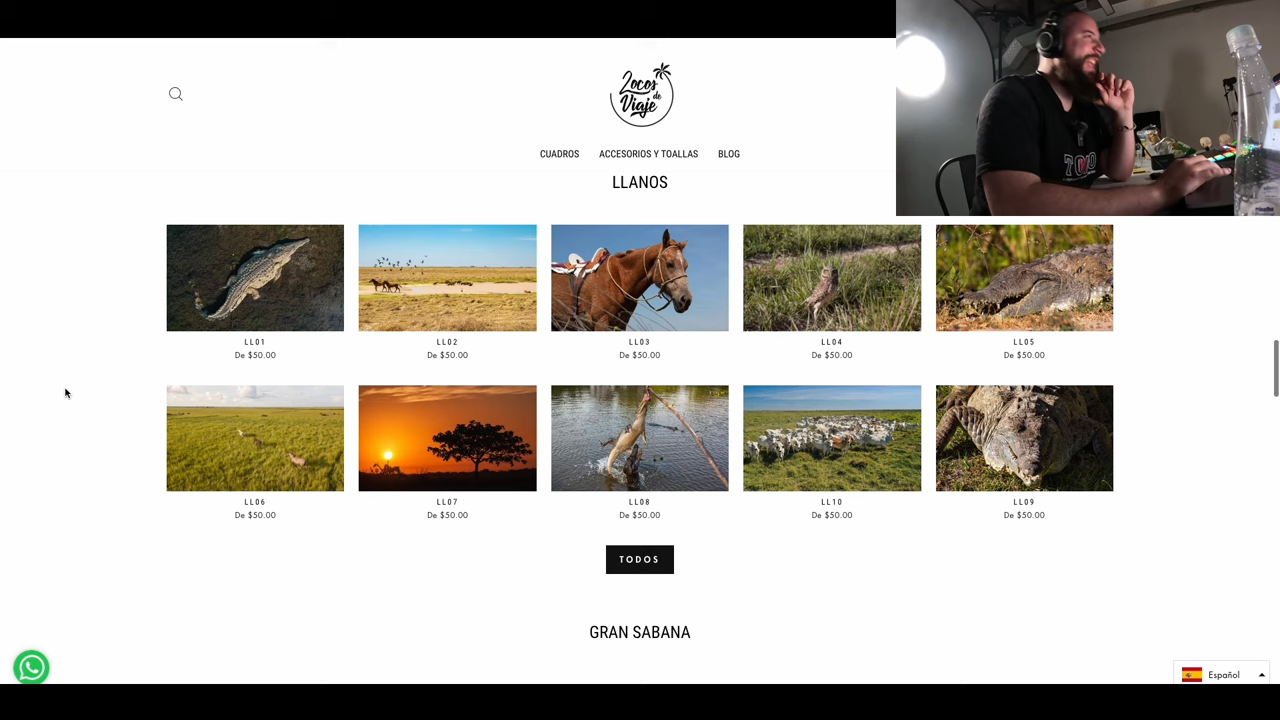 Locos
de
Viaje
CUADROS ACCESORIOS Y TOALLAS BLOG
LLANOS
LL01 LL02 LL03 LL04 LL05
De $50.00 De $50.00 De $50.00 De $50.00 De $50.00
LL06 LL07 LL08 LL10 LL09
De $50.00 De $50.00 De $50.00 De $50.00 De $50.00
TODOS
GRAN SABANA
Español